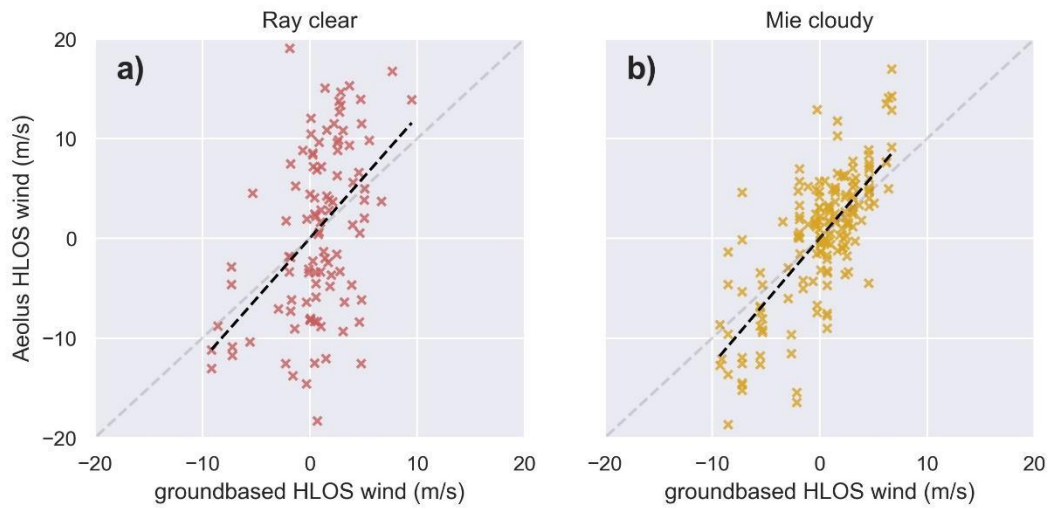 Ray clear
Mie cloudy
a)
b)
Aeolus HLOS wind (m/s)
20
10
0
−10
−20
−20 −10 0 10 20
−20 −10 0 10 20
groundbased HLOS wind (m/s)
groundbased HLOS wind (m/s)